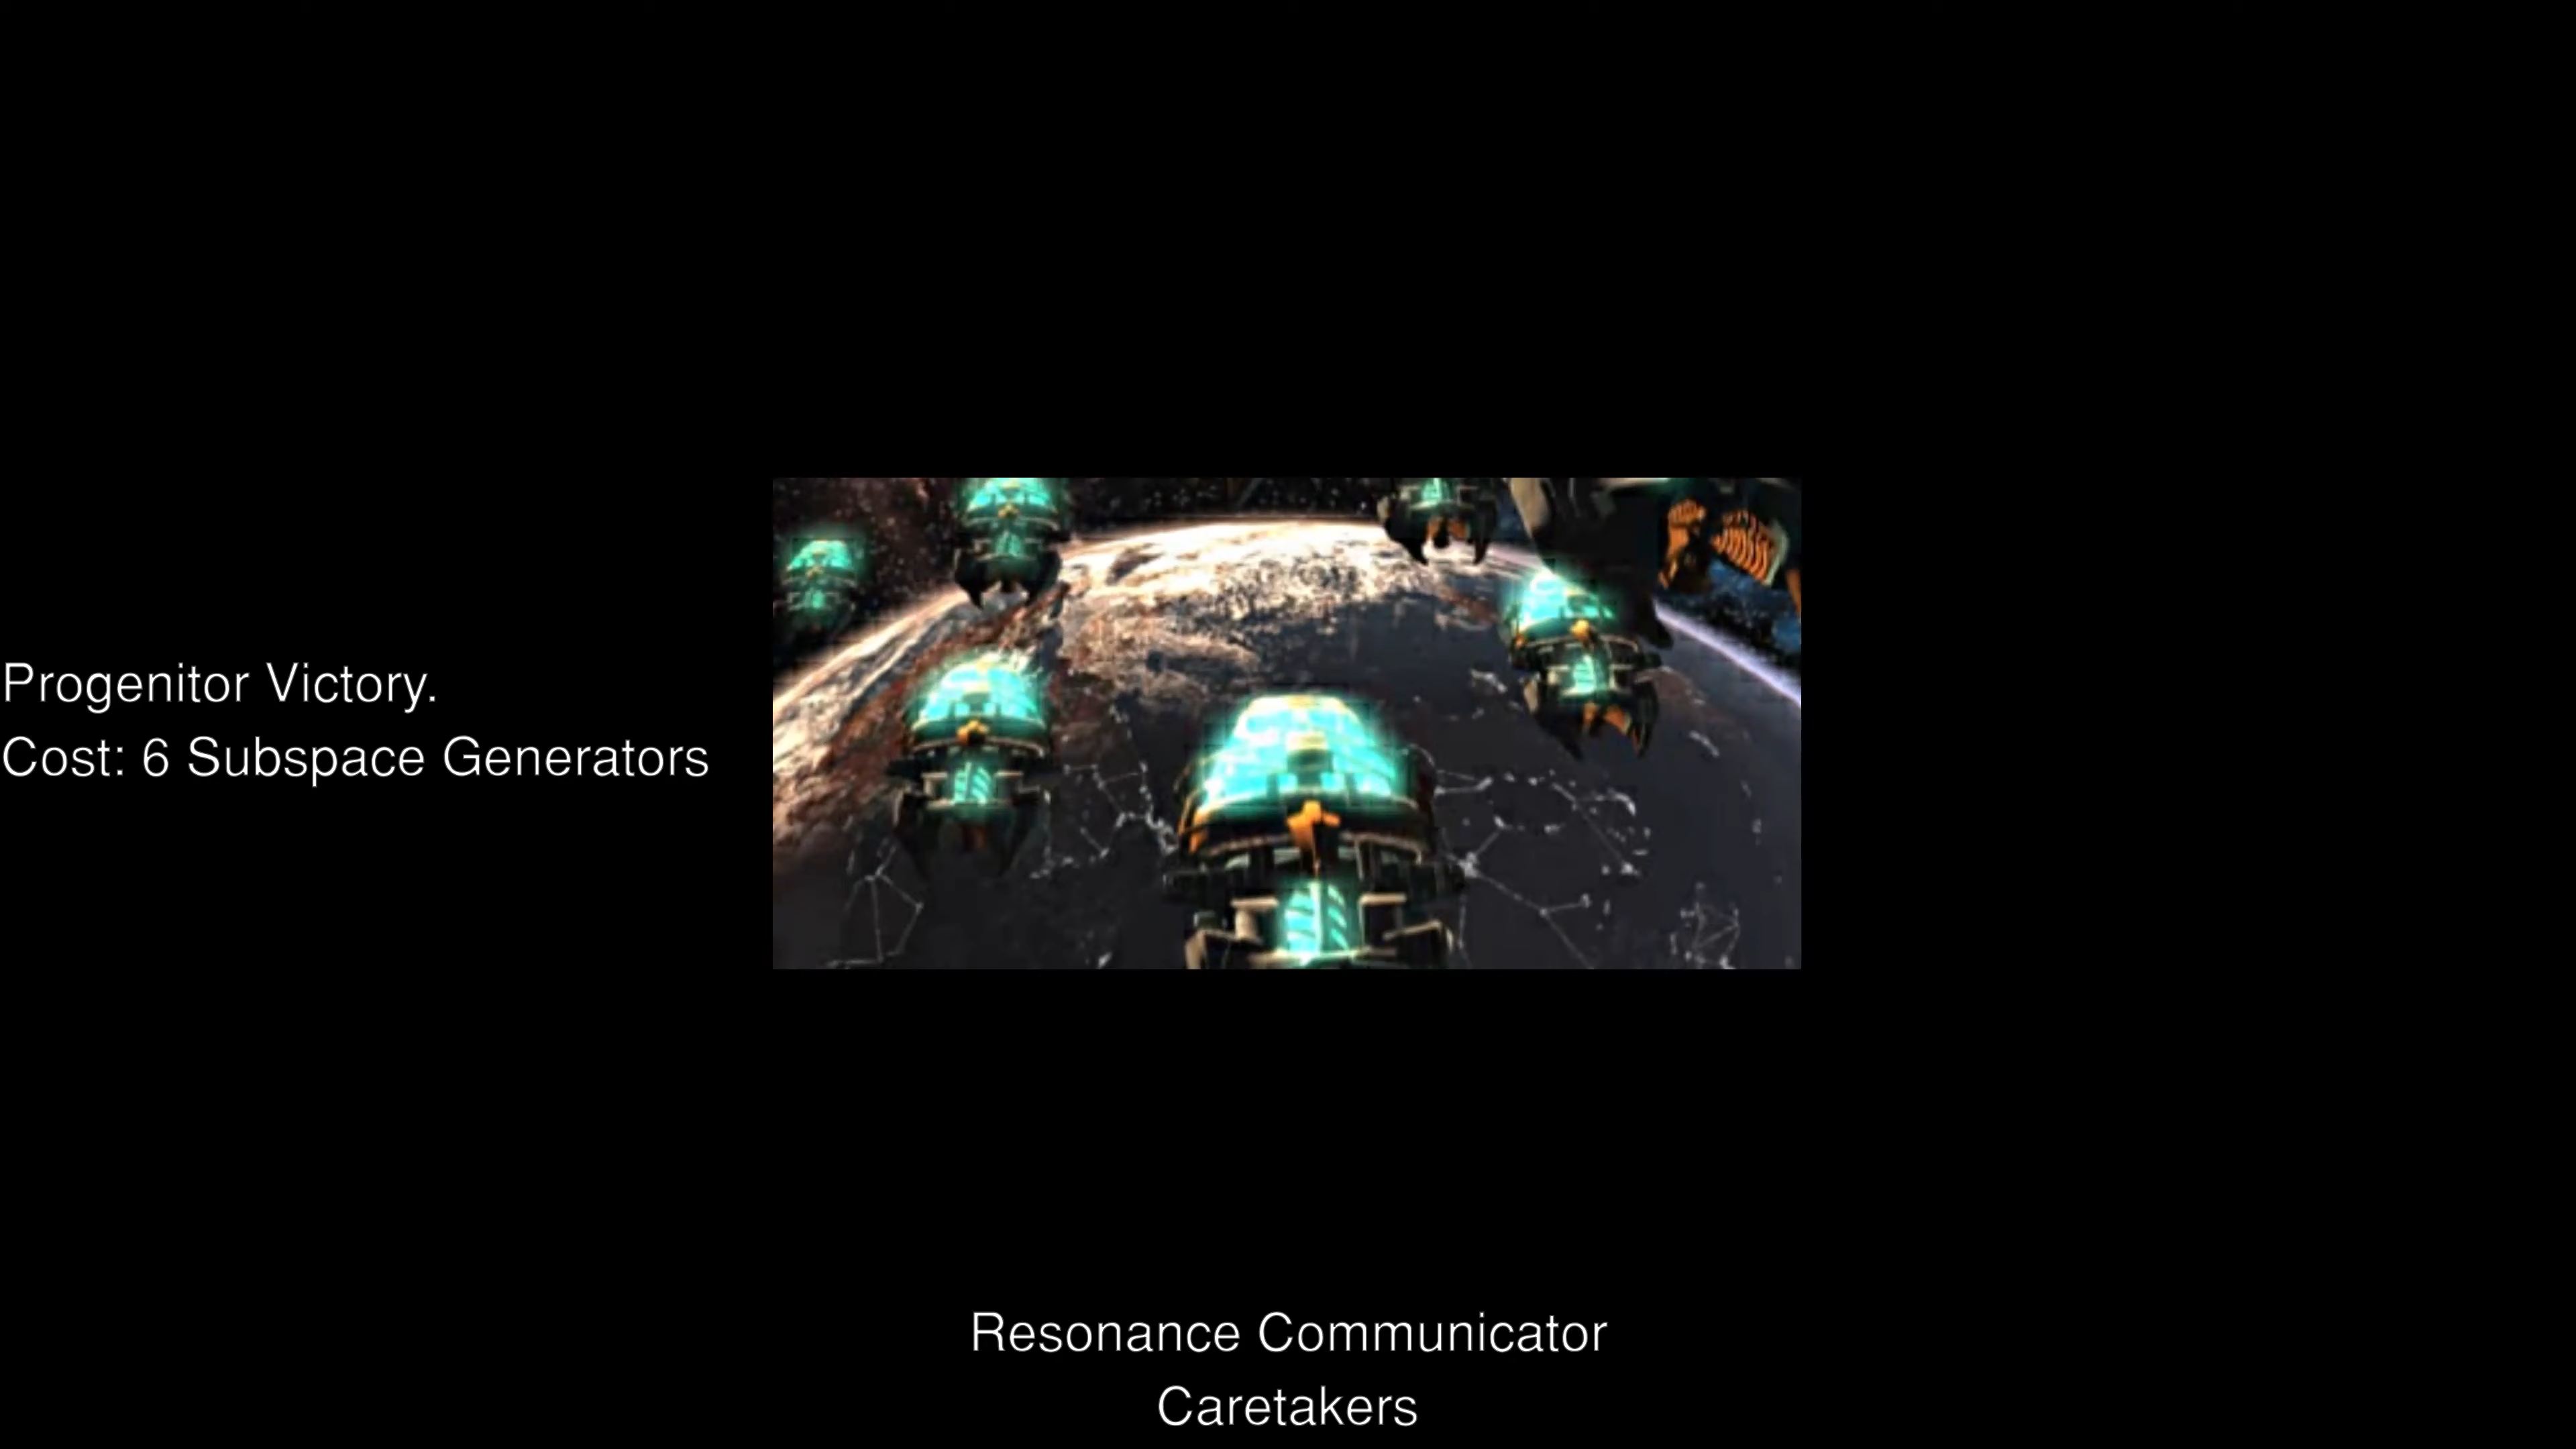 Progenitor Victory.
Cost: 6 Subspace Generators
Resonance Communicator
Caretakers